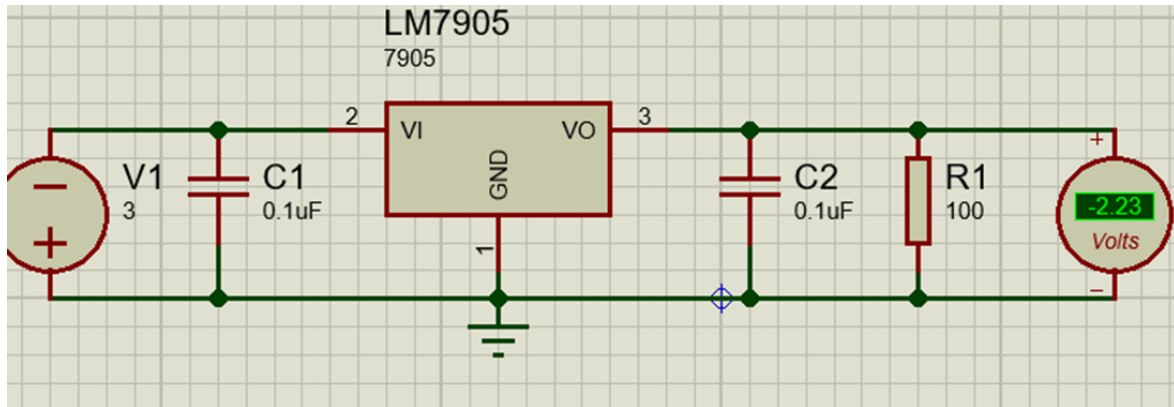 LM7905
7905
2
VI
VO
3
GND
1
V1
3
C1
0.1uF
C2
0.1uF
R1
100
+
-2.23
Volts
−
−
+